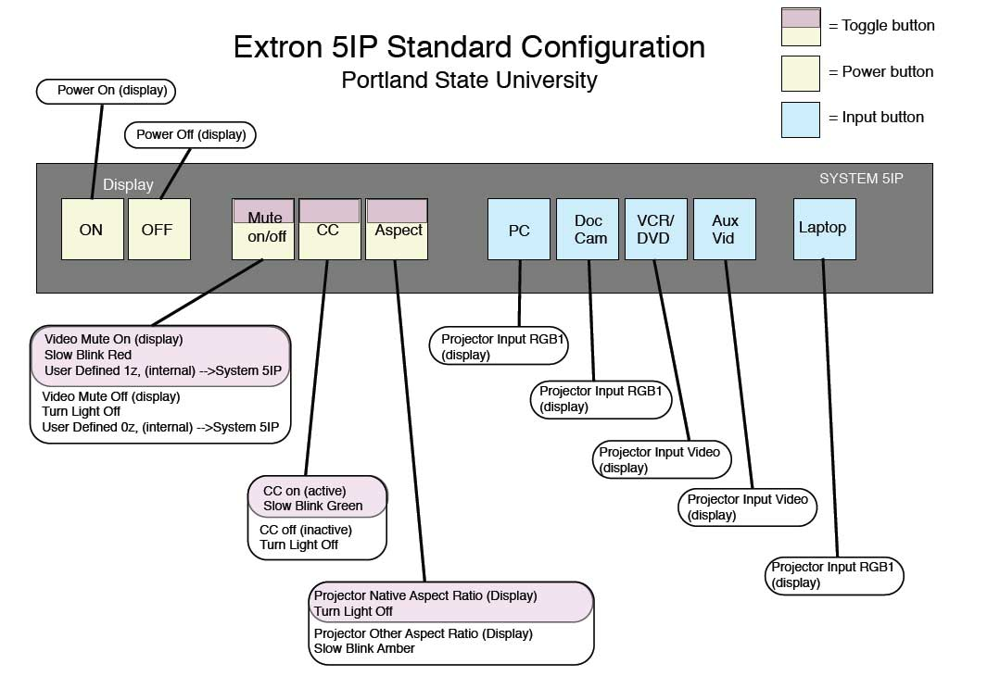 Extron 5IP Standard Configuration
Portland State University
= Toggle button
= Power button
= Input button
Power On (display)
Power Off (display)
Display
SYSTEM 5IP
ON
OFF
Mute
on/off
CC
Aspect
PC
Doc
Cam
VCR/
DVD
Aux
Vid
Laptop
Video Mute On (display)
Slow Blink Red
User Defined 1z, (internal) -->System 5IP
Video Mute Off (display)
Turn Light Off
User Defined 0z, (internal) -->System 5IP
CC on (active)
Slow Blink Green
CC off (inactive)
Turn Light Off
Projector Native Aspect Ratio (Display)
Turn Light Off
Projector Other Aspect Ratio (Display)
Slow Blink Amber
Projector Input RGB1
(display)
Projector Input RGB1
(display)
Projector Input Video
(display)
Projector Input Video
(display)
Projector Input RGB1
(display)